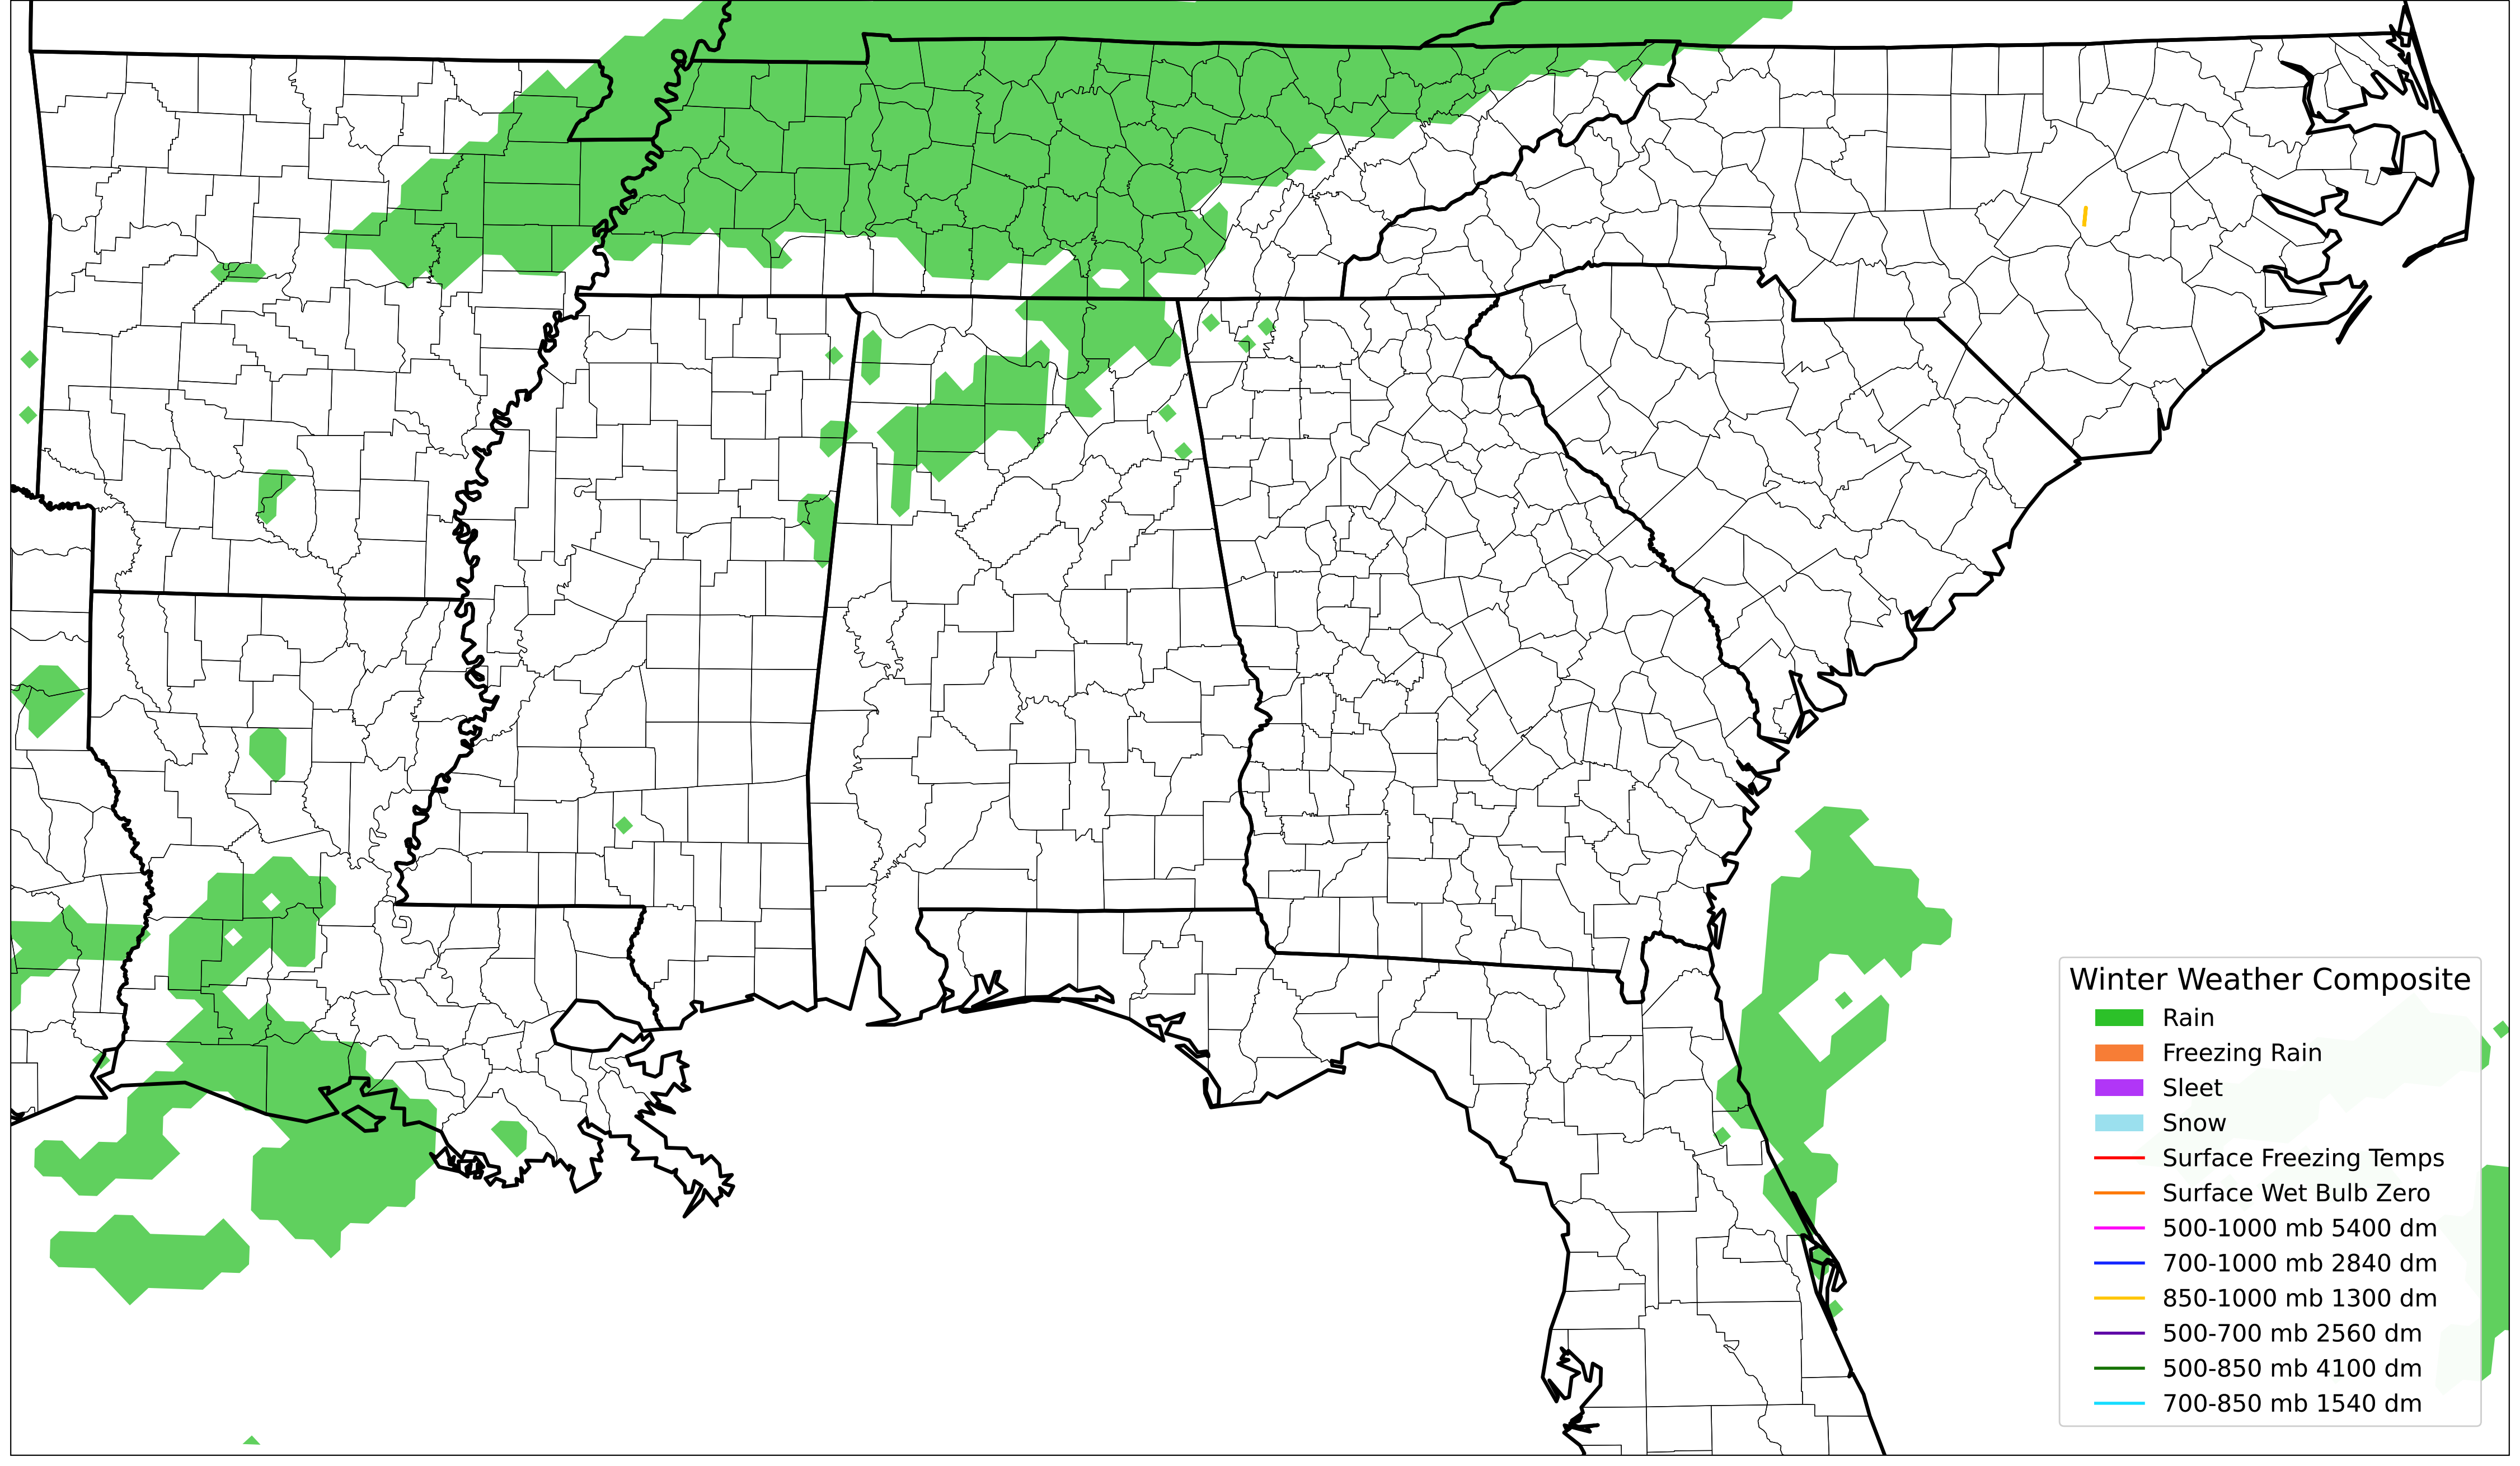 Winter Weather Composite
Rain
Freezing Rain
Sleet
Snow
Surface Freezing Temps
Surface Wet Bulb Zero
500-1000 mb 5400 dm
700-1000 mb 2840 dm
850-1000 mb 1300 dm
500-700 mb 2560 dm
500-850 mb 4100 dm
700-850 mb 1540 dm